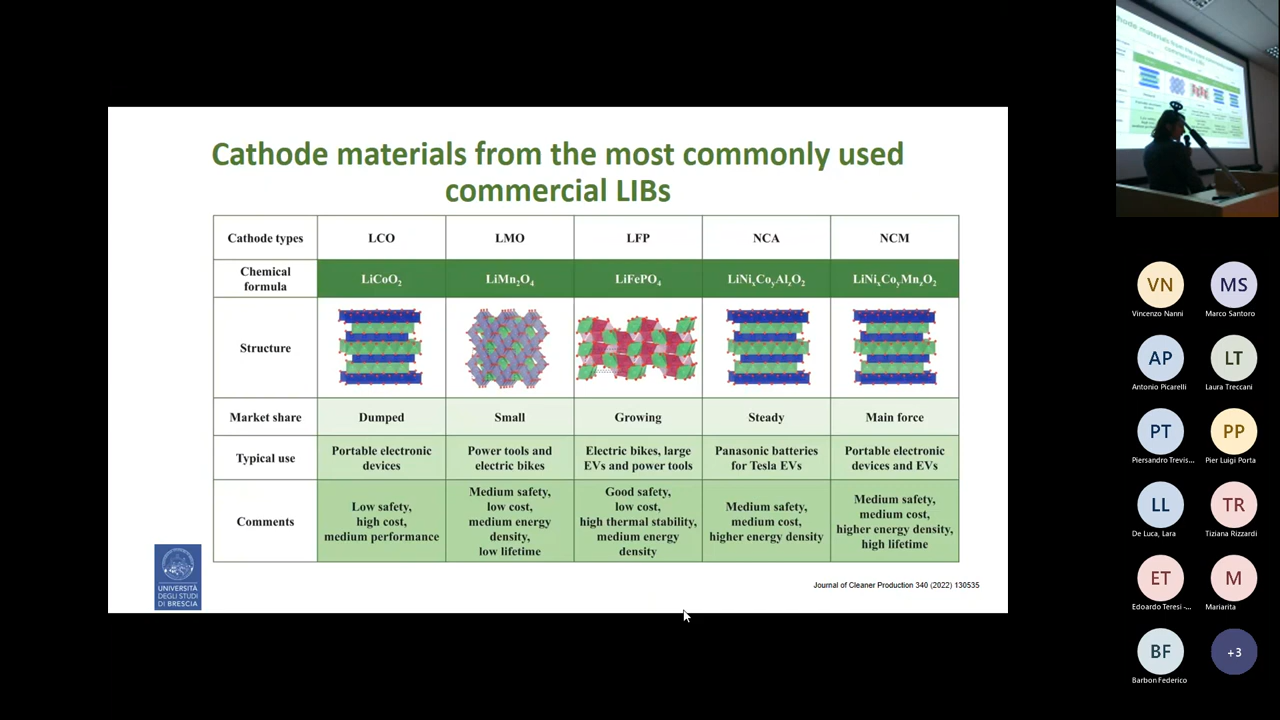 Cathode materials from the most commonly used
commercial LIBs
Cathode types LCO LMO LFP NCA NCM
Chemical formula LiCoO₂ LiMn₂O₄ LiFePO₄ LiNiₓCoᵧAl₂O₂ LiNiₓCoᵧMn₂O₂
Structure
Market share Dumped Small Growing Steady Main force
Typical use
Portable electronic
devices
Power tools and
electric bikes
Electric bikes, large
EVs and power tools
Panasonic batteries
for Tesla EVs
Portable electronic
devices and EVs
Comments
Low safety,
high cost,
medium performance
Medium safety,
low cost,
medium energy
density,
low lifetime
Good safety,
low cost,
high thermal stability,
medium energy
density
Medium safety,
medium cost,
higher energy density
Medium safety,
medium cost,
higher energy density,
high lifetime
UNIVERSITÀ
DEGLI STUDI
DI BRESCIA
Journal of Cleaner Production 340 (2022) 130535
VN
Vincenzo Nanni
MS
Marco Santoro
AP
Antonio Picarelli
LT
Laura Treccani
PT
Piersandro Trevis...
PP
Pier Luigi Porta
LL
De Luca, Lara
TR
Tiziana Rizzardi
ET
Edoardo Teresi -...
M
Mariarita
BF
Barbon Federico
+3